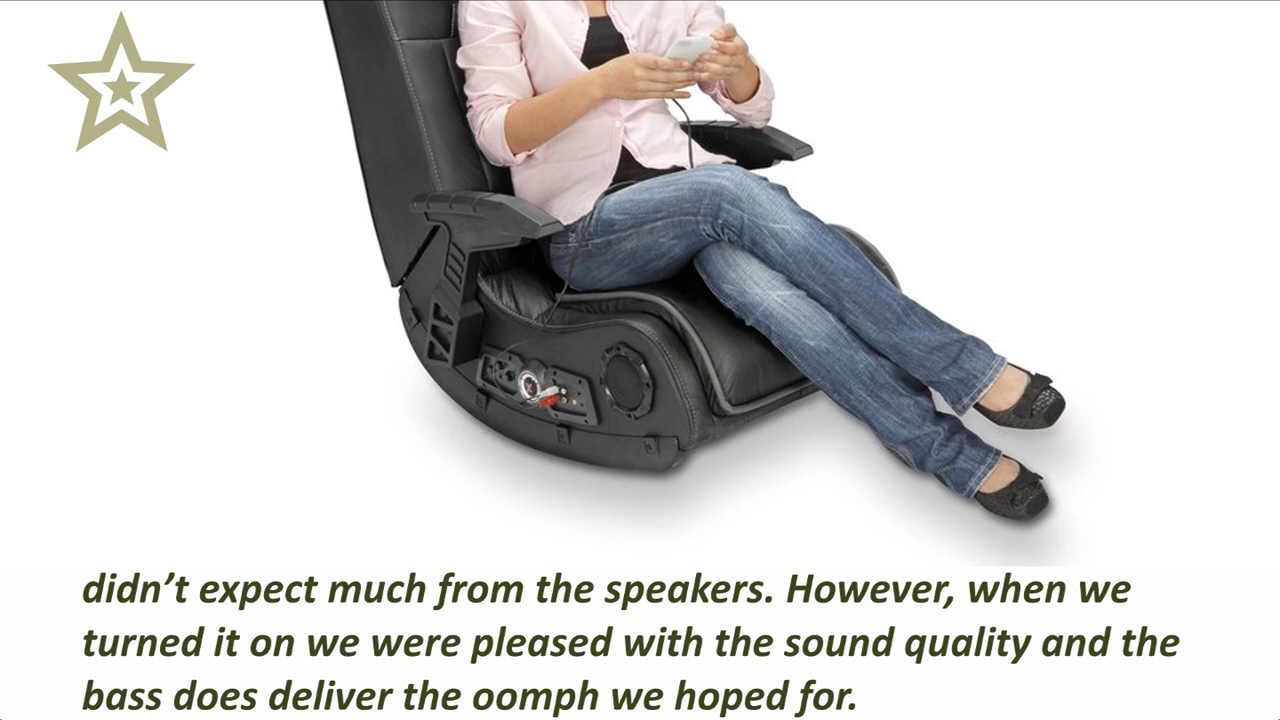 didn’t expect much from the speakers. However, when we
turned it on we were pleased with the sound quality and the
bass does deliver the oomph we hoped for.